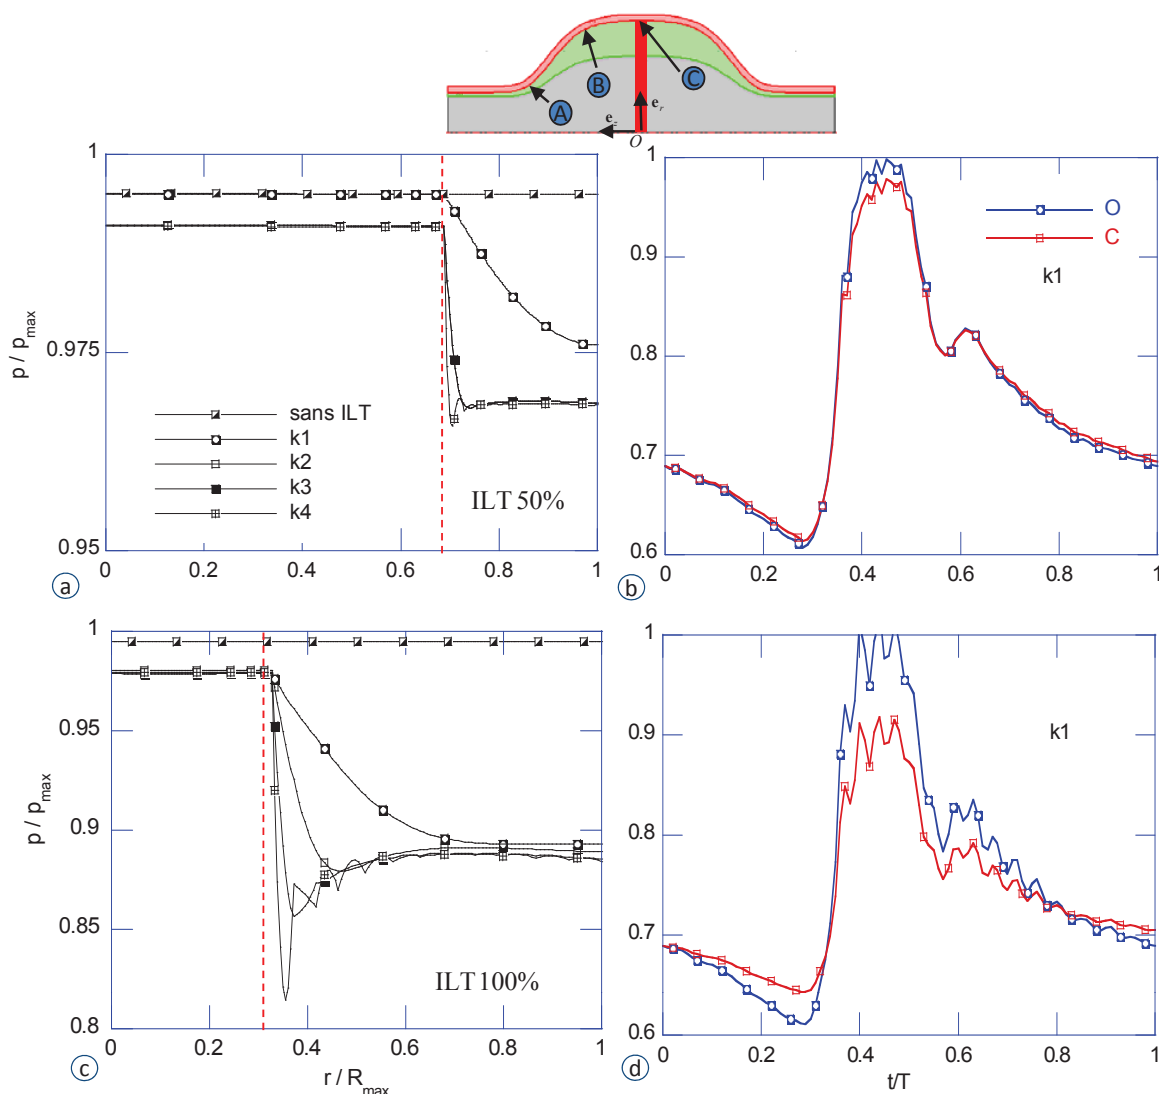 A
B
C
e_z
e_r
O
1
0.975
0.95
p / p_max
sans ILT
k1
k2
k3
k4
ILT 50%
0
0.2
0.4
0.6
0.8
1
a
1
0.9
0.8
0.7
0.6
O
C
k1
0
0.2
0.4
0.6
0.8
1
b
1
0.95
0.9
0.85
0.8
p / p_max
ILT 100%
0
0.2
0.4
0.6
0.8
1
r / R_max
c
1
0.9
0.8
0.7
0.6
k1
0
0.2
0.4
0.6
0.8
1
t/T
d